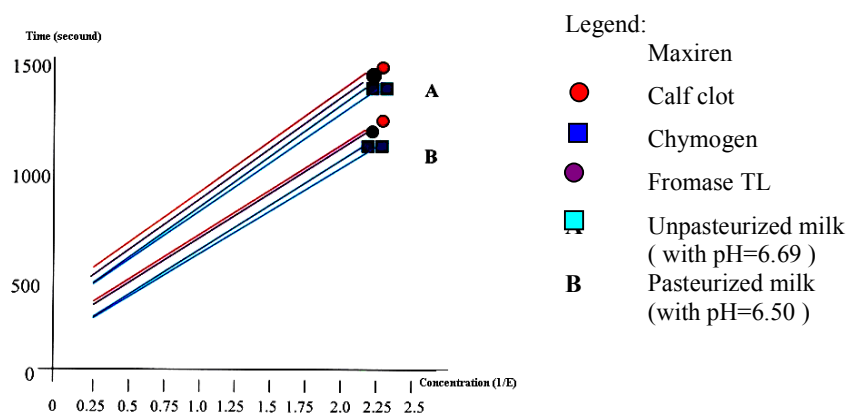 Time (secound)
1500
1000
500
0
0 0.25 0.5 0.75 1.0 1.25 1.5 1.75 2.0 2.25 2.5
Concentration (1/E)
A
B
Legend:
Maxiren
Calf clot
Chymogen
Fromase TL
A Unpasteurized milk
( with pH=6.69 )
B Pasteurized milk
(with pH=6.50 )